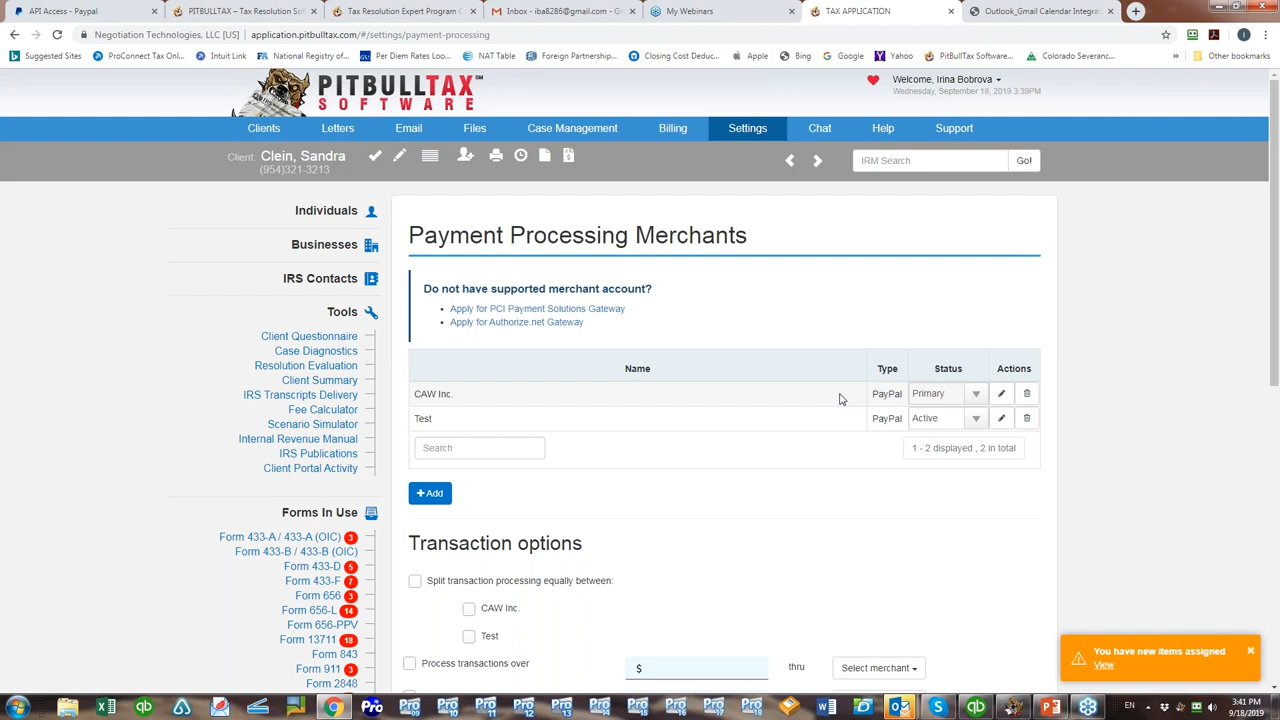 API Access - Paypal
PITBULLTAX – Tax Resolution Sof
Tax Resolution Expert Program C
Inbox - iba8286@gmail.com - G
My Webinars
TAX APPLICATION
Outlook_Gmail Calendar Integrat
Negotiation Technologies, LLC [US] | application.pitbulltax.com/#/settings/payment-processing
Suggested Sites
ProConnect Tax Onl...
Intuit Link
National Registry of...
Per Diem Rates Loo...
NAT Table
Foreign Partnership...
Closing Cost Deduc...
Apple
Bing
Google
Yahoo
PitBullTax Software...
Colorado Severanc...
»
Other bookmarks
PITBULLTAX
SOFTWARE
Welcome, Irina Bobrova
Wednesday, September 18, 2019 3:39PM
Clients
Letters
Email
Files
Case Management
Billing
Settings
Chat
Help
Support
Client: Clein, Sandra
(954)321-3213
IRM Search
Go!
Individuals
Businesses
IRS Contacts
Tools
Client Questionnaire
Case Diagnostics
Resolution Evaluation
Client Summary
IRS Transcripts Delivery
Fee Calculator
Scenario Simulator
Internal Revenue Manual
IRS Publications
Client Portal Activity
Forms In Use
Form 433-A / 433-A (OIC) 3
Form 433-B / 433-B (OIC)
Form 433-D 5
Form 433-F 7
Form 656 3
Form 656-L 14
Form 656-PPV
Form 13711 18
Form 843
Form 911 3
Form 2848
Payment Processing Merchants
Do not have supported merchant account?
• Apply for PCI Payment Solutions Gateway
• Apply for Authorize.net Gateway
Name Type Status Actions
CAW Inc. PayPal Primary
Test PayPal Active
Search
1 - 2 displayed , 2 in total
+ Add
Transaction options
Split transaction processing equally between:
CAW Inc.
Test
Process transactions over $ thru Select merchant
You have new items assigned
View
EN
3:41 PM
9/18/2019